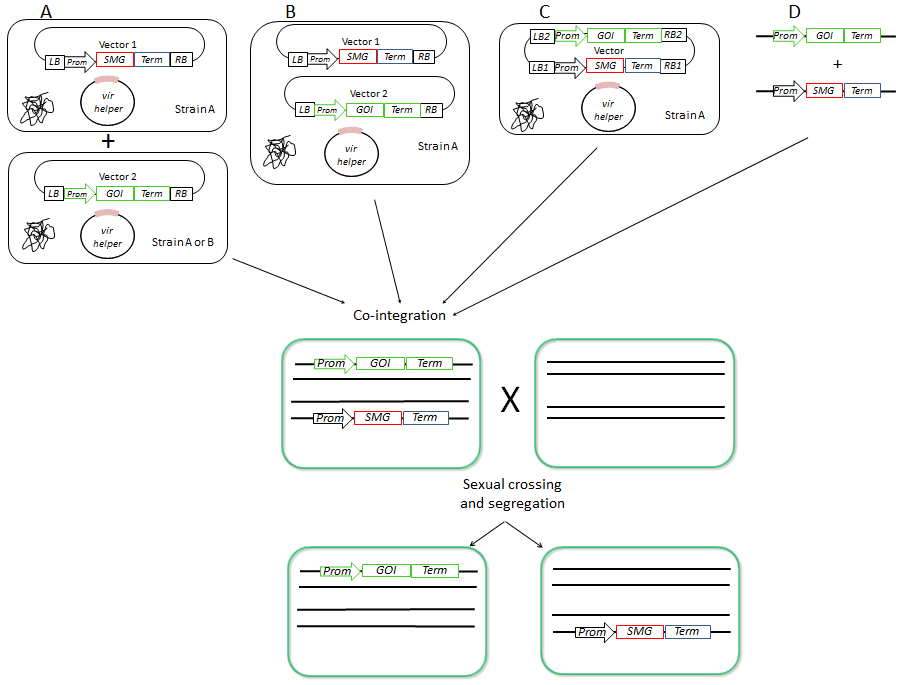 A
Vector 1
LB Prom SMG Term RB
vir
helper
Strain A
+
Vector 2
LB Prom GOI Term RB
vir
helper
Strain A or B
B
Vector 1
LB Prom SMG Term RB
Vector 2
LB Prom GOI Term RB
vir
helper
Strain A
C
LB2 Prom GOI Term RB2
Vector
LB1 Prom SMG Term RB1
vir
helper
Strain A
D
Prom GOI Term
+
Prom SMG Term
Co-integration
Prom GOI Term
Prom SMG Term
X
Sexual crossing
and segregation
Prom GOI Term
Prom SMG Term